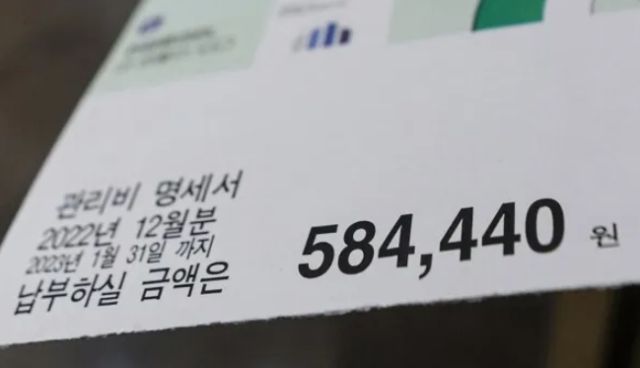 관리비 명세서
2022년 12월분
2023년 1월 31일 까지
납부하실 금액은
584,440 원